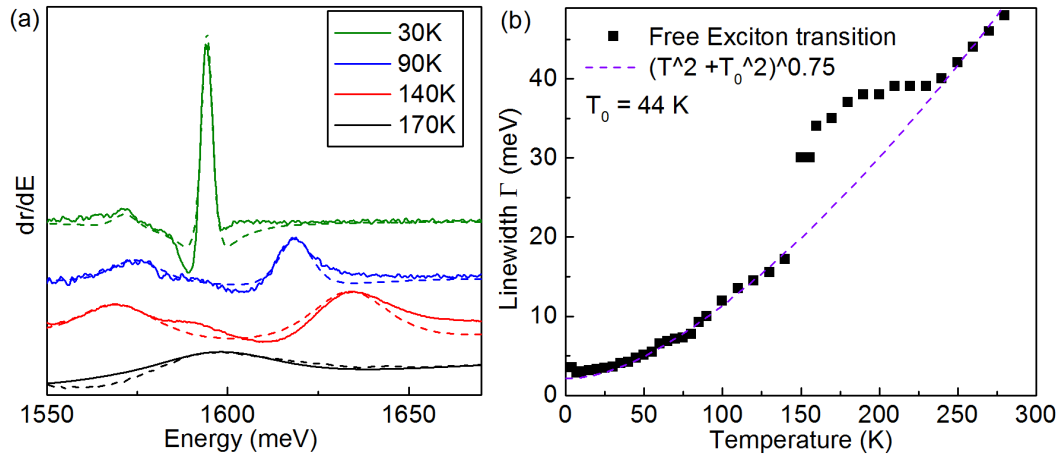 (a)
30K
90K
140K
170K
dr/dE
1550
1600
1650
Energy (meV)
(b)
Free Exciton transition
(T^2 +T₀^2)^0.75
T₀ = 44 K
Linewidth Γ (meV)
40
30
20
10
0
0
50
100
150
200
250
300
Temperature (K)